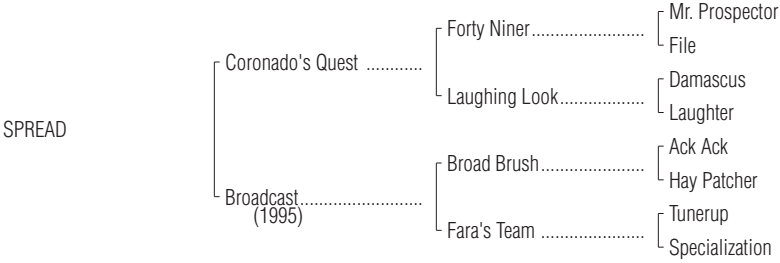 Mr. Prospector
Forty Niner......................
File
Coronado's Quest ............
Damascus
Laughing Look.................
Laughter
SPREAD
Ack Ack
Broad Brush.....................
Hay Patcher
Broadcast.........................
(1995)
Tunerup
Fara's Team .....................
Specialization